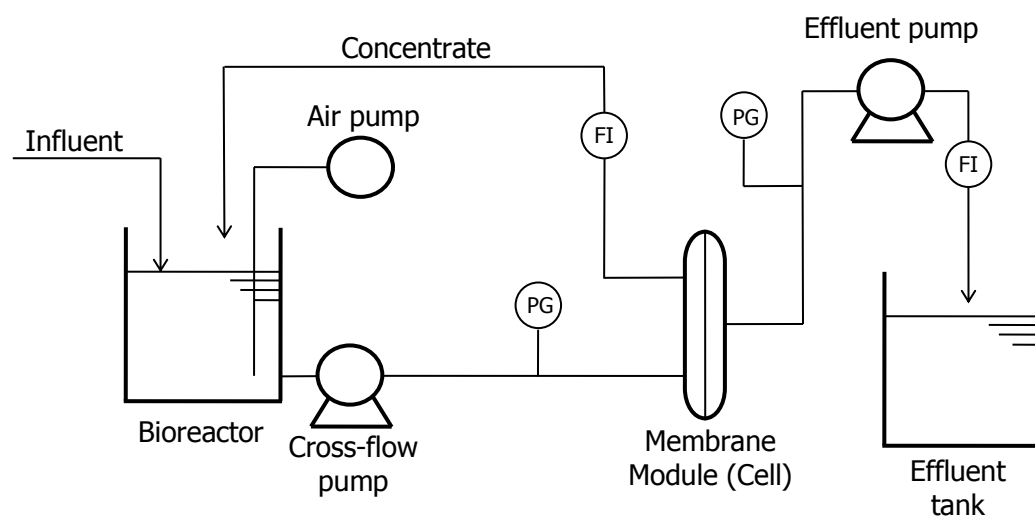 Effluent pump
Concentrate
PG
Air pump
FI
Influent
FI
PG
Bioreactor
Cross-flow
pump
Membrane
Module (Cell)
Effluent
tank